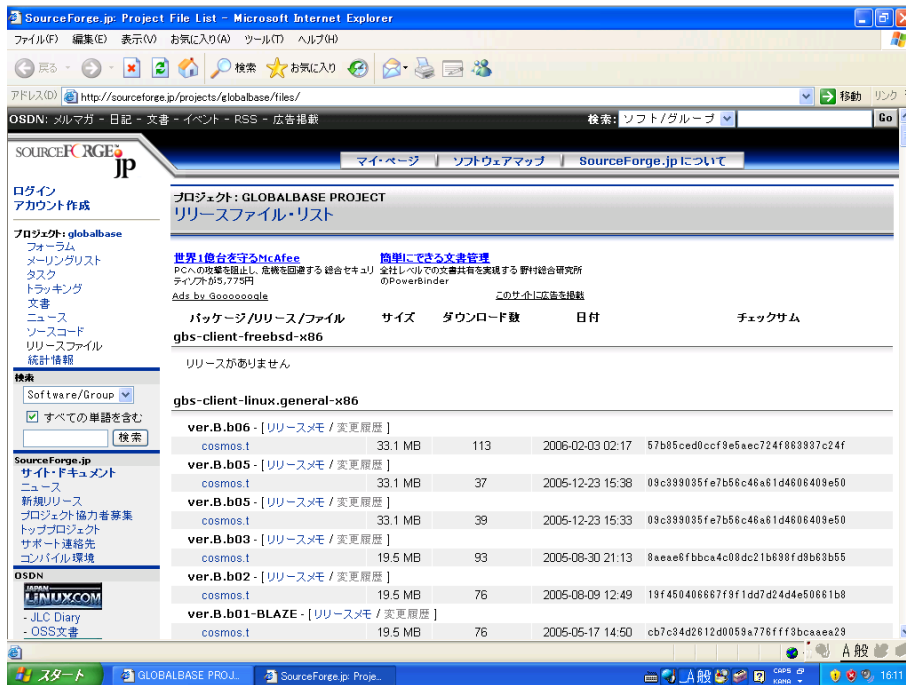 SourceForge.jp: Project File List - Microsoft Internet Explorer
ファイル(F) 編集(E) 表示(V) お気に入り(A) ツール(T) ヘルプ(H)
戻る 検索 お気に入り
アドレス(D) http://sourceforge.jp/projects/globalbase/files/ 移動 リンク
OSDN: メルマガ - 日記 - 文書 - イベント - RSS - 広告掲載 検索: ソフト/グループ Go
SOURCEFORGE jp
マイ・ページ ソフトウェアマップ SourceForge.jpについて
ログイン
アカウント作成
プロジェクト: globalbase
フォーラム
メーリングリスト
タスク
トラッキング
文書
ニュース
ソースコード
リリースファイル
統計情報
検索
Software/Group
すべての単語を含む
検索
SourceForge.jp
サイト・ドキュメント
ニュース
新規リリース
プロジェクト協力者募集
トッププロジェクト
サポート連絡先
コンパイル環境
OSDN
JAPAN LiNUX.COM
- JLC Diary
- OSS文書
プロジェクト: GLOBALBASE PROJECT
リリースファイル・リスト
世界1億台を守るMcAfee
PCへの攻撃を阻止し、危機を回避する 総合セキュリ
ティソフトが5,775円
簡単にできる文書管理
全社レベルでの文書共有を実現する 野村総合研究所
のPowerBinder
Ads by Goooooogle このサイトに広告を掲載
パッケージ/リリース/ファイル サイズ ダウンロード数 日付 チェックサム
gbs-client-freebsd-x86
リリースがありません
gbs-client-linux.general-x86
ver.B.b06 - [リリースメモ / 変更履歴 ]
cosmos.t 33.1 MB 113 2006-02-03 02:17 57b85ced0ccf9e5aec724f863937c24f
ver.B.b05 - [リリースメモ / 変更履歴 ]
cosmos.t 33.1 MB 37 2005-12-23 15:38 09c399035fe7b56c46a61d4606409e50
ver.B.b05 - [リリースメモ / 変更履歴 ]
cosmos.t 33.1 MB 39 2005-12-23 15:33 09c399035fe7b56c46a61d4606409e50
ver.B.b03 - [リリースメモ / 変更履歴 ]
cosmos.t 19.5 MB 93 2005-08-30 21:13 8aeae6fbbca4c08dc21b698fd9b63b55
ver.B.b02 - [リリースメモ / 変更履歴 ]
cosmos.t 19.5 MB 76 2005-08-09 12:49 19f450406667f9f1dd7d24d4e50661b8
ver.B.b01-BLAZE - [リリースメモ / 変更履歴 ]
cosmos.t 19.5 MB 76 2005-05-17 14:50 cb7c34d2612d0059a776fff3bcaaea29
A 般
スタート GLOBALBASE PROJ... SourceForge.jp: Proje... A 般 CAPS KANA 16:11